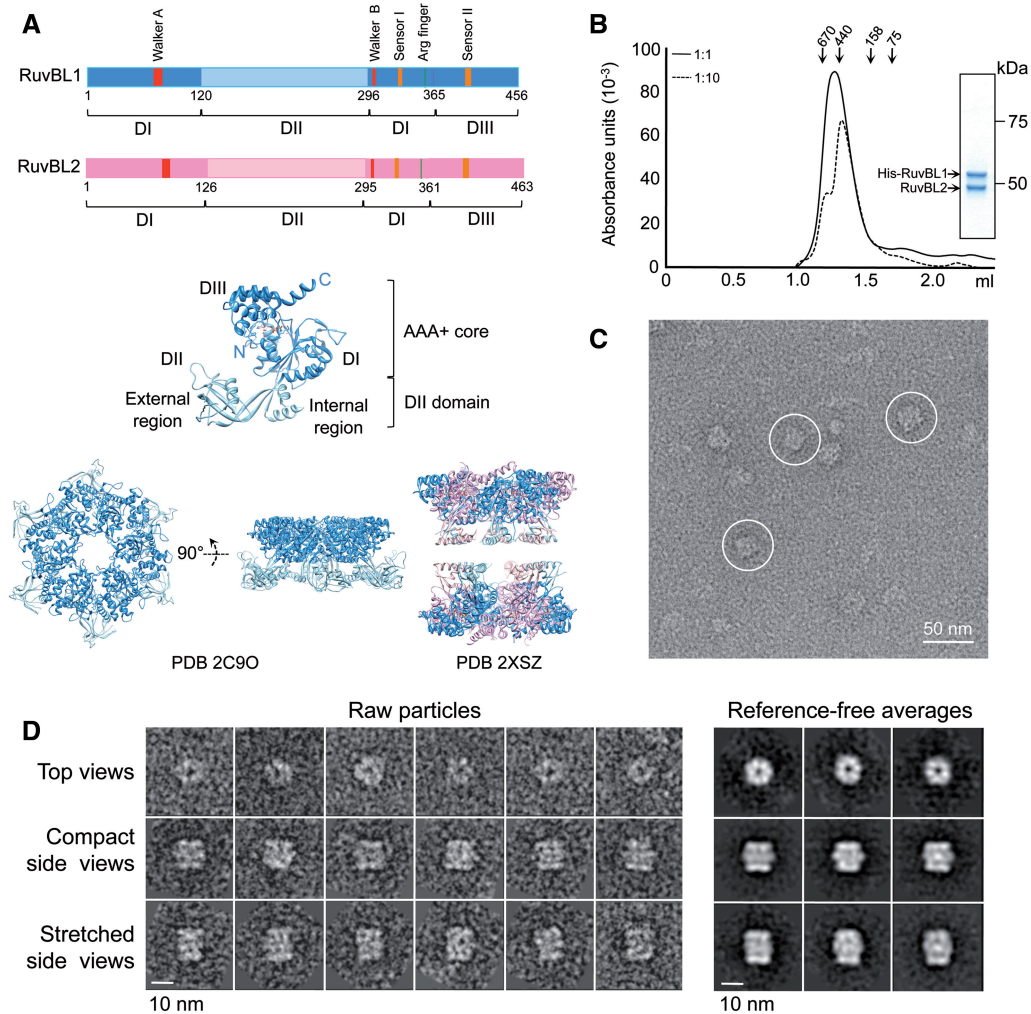 A
Walker A
Walker B
Sensor I
Arg finger
Sensor II
RuvBL1
1 120 296 365 456
DI DII DI DIII
RuvBL2
1 126 295 361 463
DI DII DI DIII
DIII C
N
DI
DII
External
region
Internal
region
AAA+ core
DII domain
90°
PDB 2C9O
PDB 2XSZ
B
670 440 158 75
1:1
1:10
Absorbance units (10-3)
100
80
60
40
20
0
0 0.5 1.0 1.5 2.0 ml
kDa
75
50
His-RuvBL1
RuvBL2
C
50 nm
D
Raw particles
Reference-free averages
Top views
Compact
side views
Stretched
side views
10 nm
10 nm